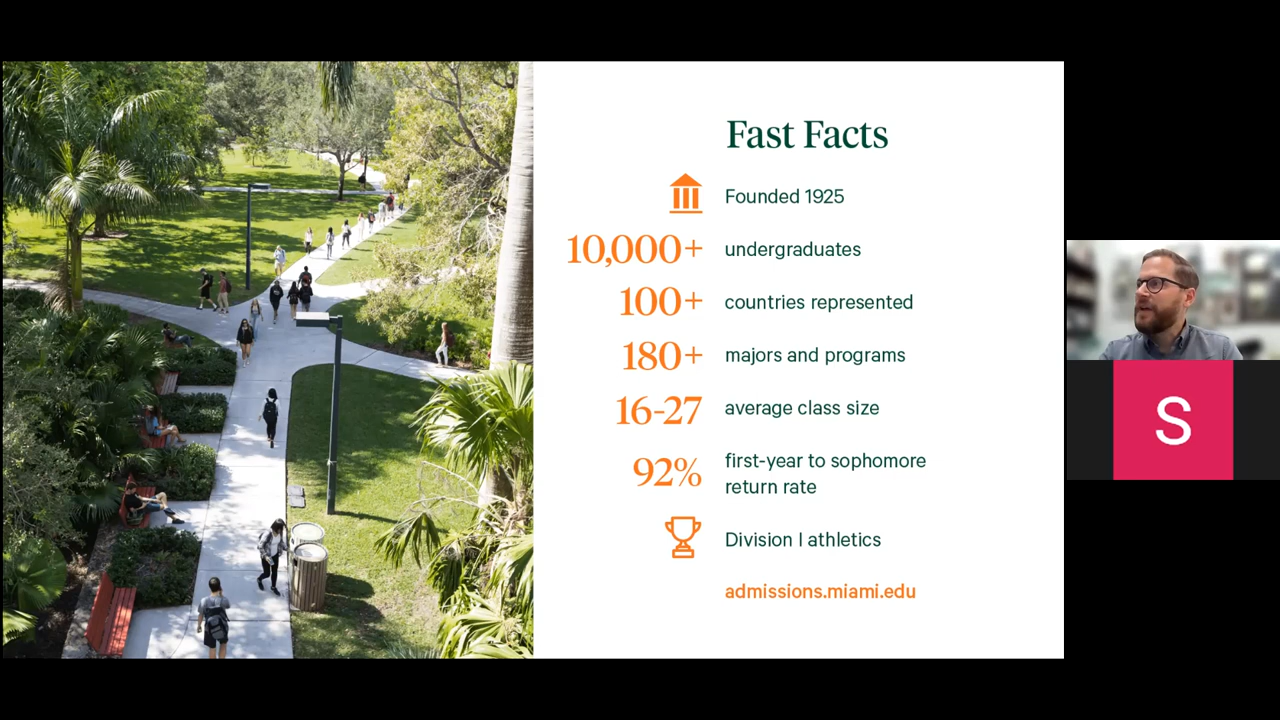 Fast Facts
Founded 1925
10,000+ undergraduates
100+ countries represented
180+ majors and programs
16-27 average class size
92% first-year to sophomore
return rate
Division I athletics
admissions.miami.edu
S